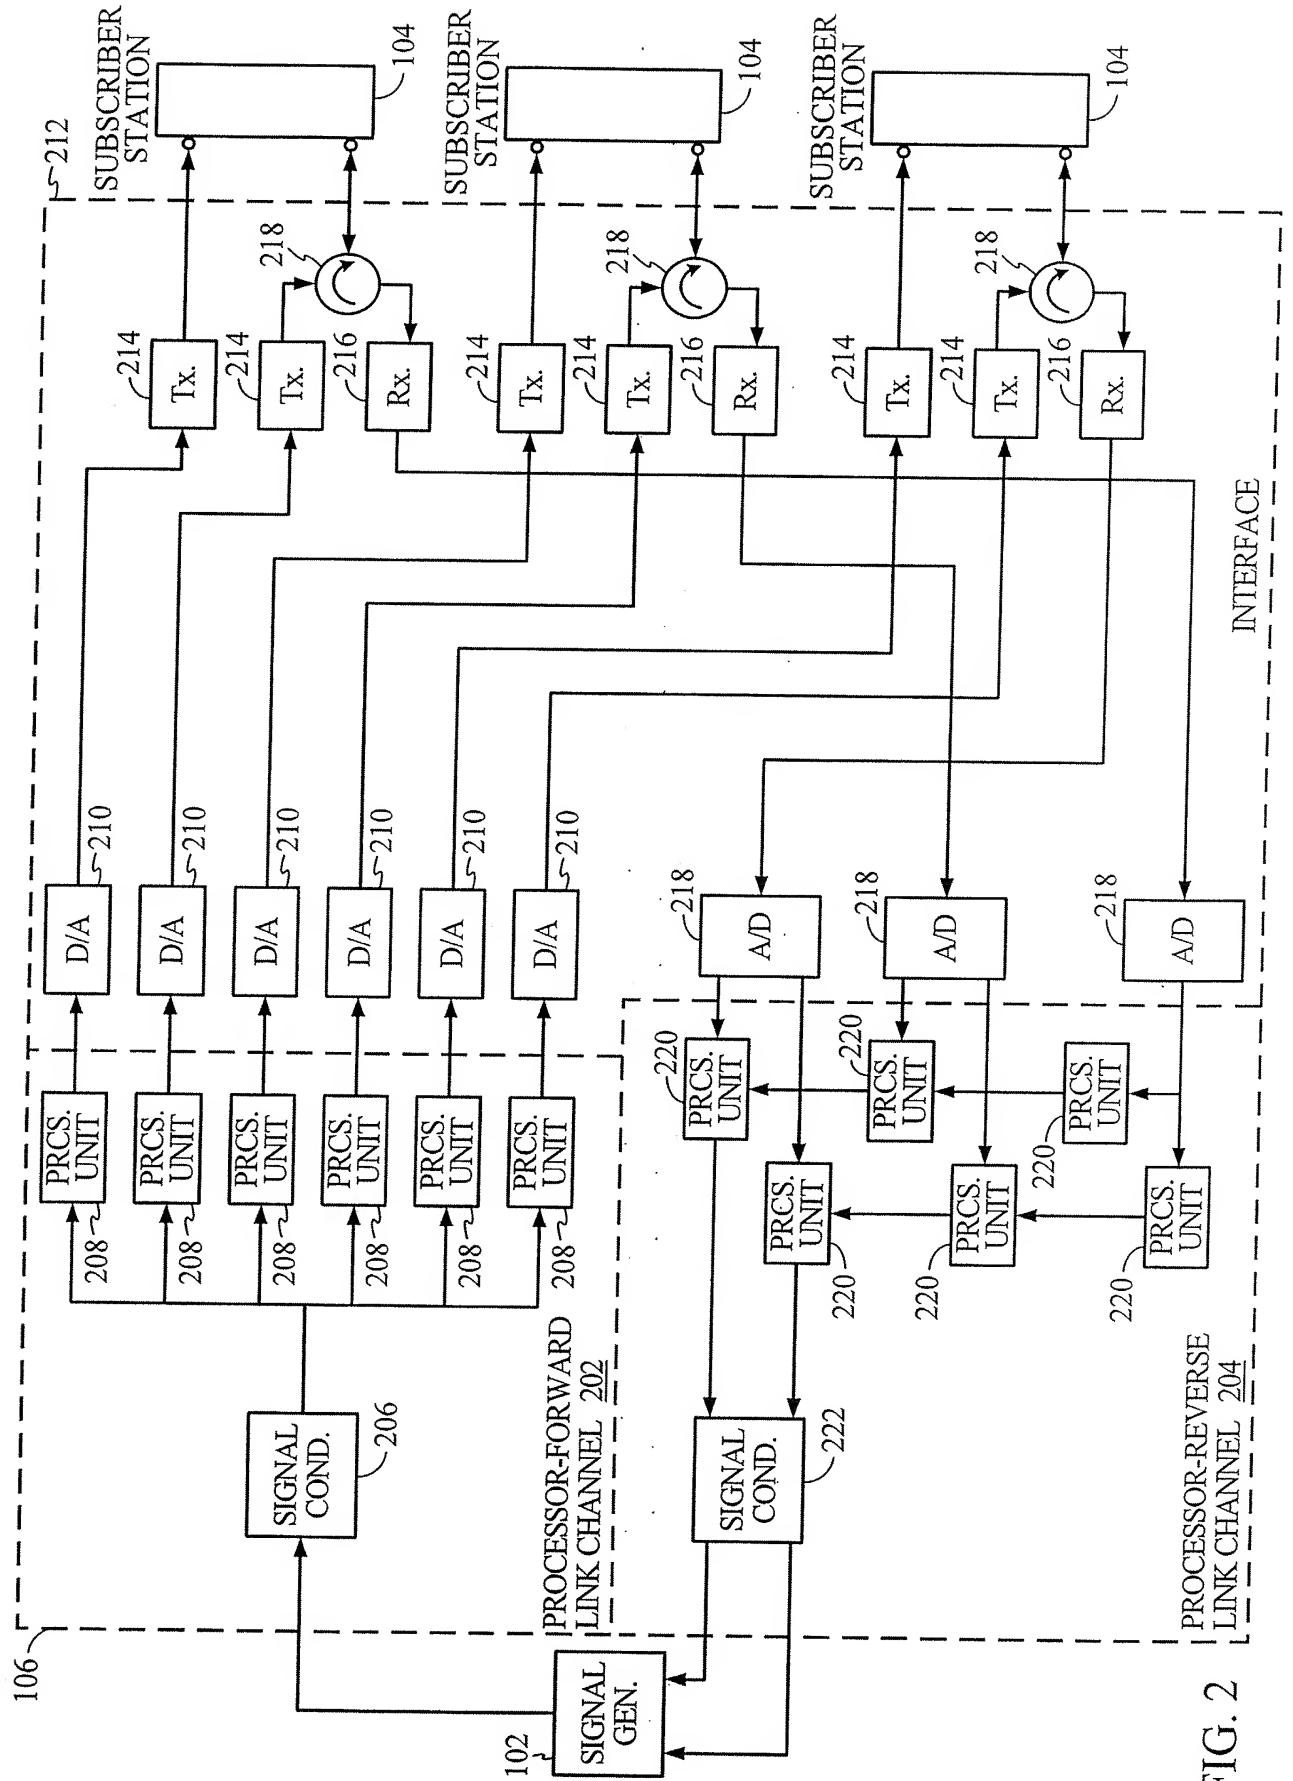 106
212
SUBSCRIBER
STATION
104
SUBSCRIBER
STATION
104
SUBSCRIBER
STATION
104
214
Tx.
214
Tx.
218
216
Rx.
214
Tx.
214
Tx.
218
216
Rx.
214
Tx.
214
Tx.
218
216
Rx.
INTERFACE
D/A
210
D/A
210
D/A
210
D/A
210
D/A
210
D/A
210
218
A/D
218
A/D
218
A/D
PRCS.
UNIT
208
PRCS.
UNIT
208
PRCS.
UNIT
208
PRCS.
UNIT
208
PRCS.
UNIT
208
PRCS.
UNIT
208
220
PRCS.
UNIT
220
PRCS.
UNIT
220
PRCS.
UNIT
PRCS.
UNIT
220
PRCS.
UNIT
220
PRCS.
UNIT
220
SIGNAL
COND.
206
PROCESSOR-FORWARD
LINK CHANNEL 202
SIGNAL
COND.
222
PROCESSOR-REVERSE
LINK CHANNEL 204
102
SIGNAL
GEN.
FIG. 2